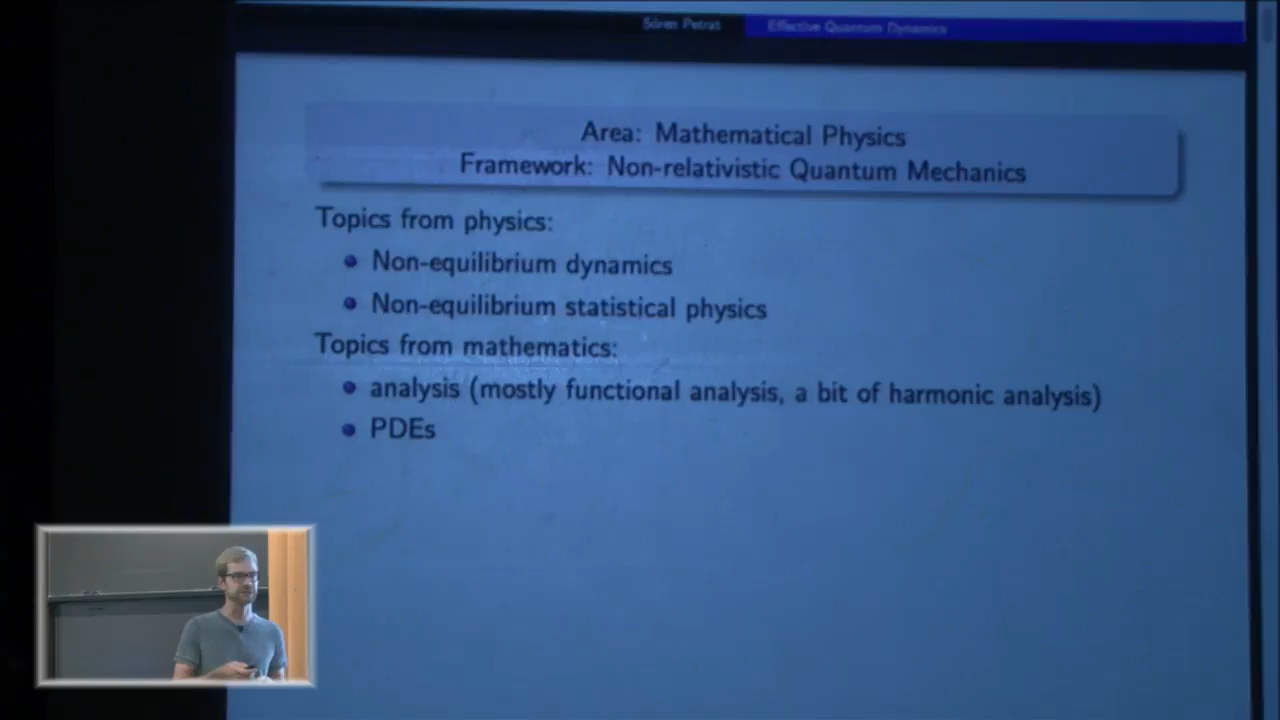 Sören Petrat Effective Quantum Dynamics
Area: Mathematical Physics
Framework: Non-relativistic Quantum Mechanics
Topics from physics:
Non-equilibrium dynamics
Non-equilibrium statistical physics
Topics from mathematics:
analysis (mostly functional analysis, a bit of harmonic analysis)
PDEs